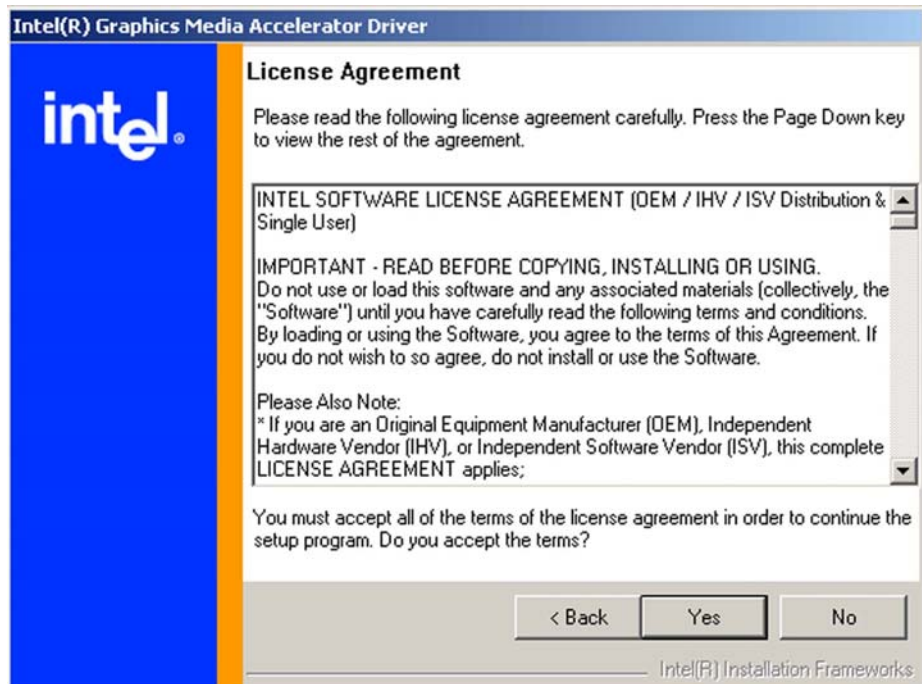 Intel(R) Graphics Media Accelerator Driver
intel.
License Agreement
Please read the following license agreement carefully. Press the Page Down key
to view the rest of the agreement.
INTEL SOFTWARE LICENSE AGREEMENT (OEM / IHV / ISV Distribution &
Single User)
IMPORTANT - READ BEFORE COPYING, INSTALLING OR USING.
Do not use or load this software and any associated materials (collectively, the
"Software") until you have carefully read the following terms and conditions.
By loading or using the Software, you agree to the terms of this Agreement. If
you do not wish to so agree, do not install or use the Software.
Please Also Note:
* If you are an Original Equipment Manufacturer (OEM), Independent
Hardware Vendor (IHV), or Independent Software Vendor (ISV), this complete
LICENSE AGREEMENT applies;
You must accept all of the terms of the license agreement in order to continue the
setup program. Do you accept the terms?
< Back Yes No
Intel(R) Installation Frameworks